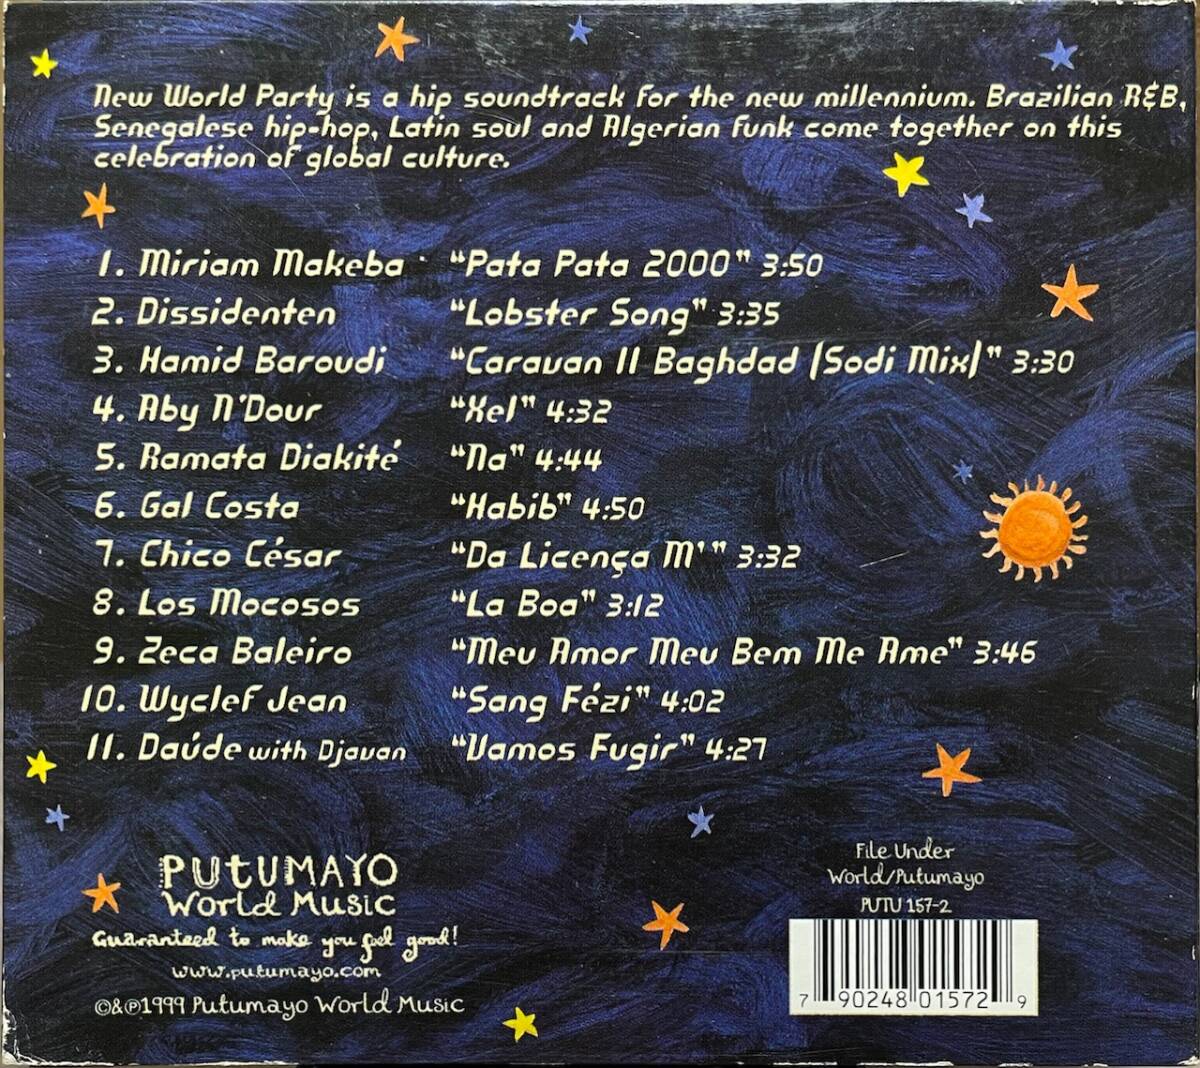 New World Party is a hip soundtrack for the new millennium. Brazilian R&B,
Senegalese hip-hop, Latin soul and Algerian funk come together on this
celebration of global culture.
1. Miriam Makeba "Pata Pata 2000" 3:50
2. Dissidenten "Lobster Song" 3:35
3. Hamid Baroudi "Caravan II Baghdad (Sodi Mix)" 3:30
4. Aby N'Dour "Xel" 4:32
5. Ramata Diakité "Na" 4:44
6. Gal Costa "Habib" 4:50
7. Chico César "Da Licença M'" 3:32
8. Los Mocosos "La Boa" 3:12
9. Zeca Baleiro "Meu Amor Meu Bem Me Ame" 3:46
10. Wyclef Jean "Sang Fézi" 4:02
11. Daúde with Djavan "Vamos Fugir" 4:27
PUTUMAYO
World Music
Guaranteed to make you feel good!
www.putumayo.com
©&℗1999 Putumayo World Music
File Under
World/Putumayo
PUTU 157-2
7 90248 01572 9